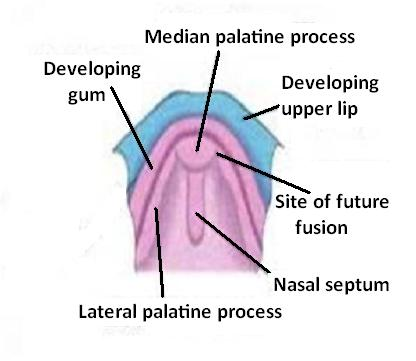 Median palatine process
Developing
gum
Developing
upper lip
Site of future
fusion
Nasal septum
Lateral palatine process